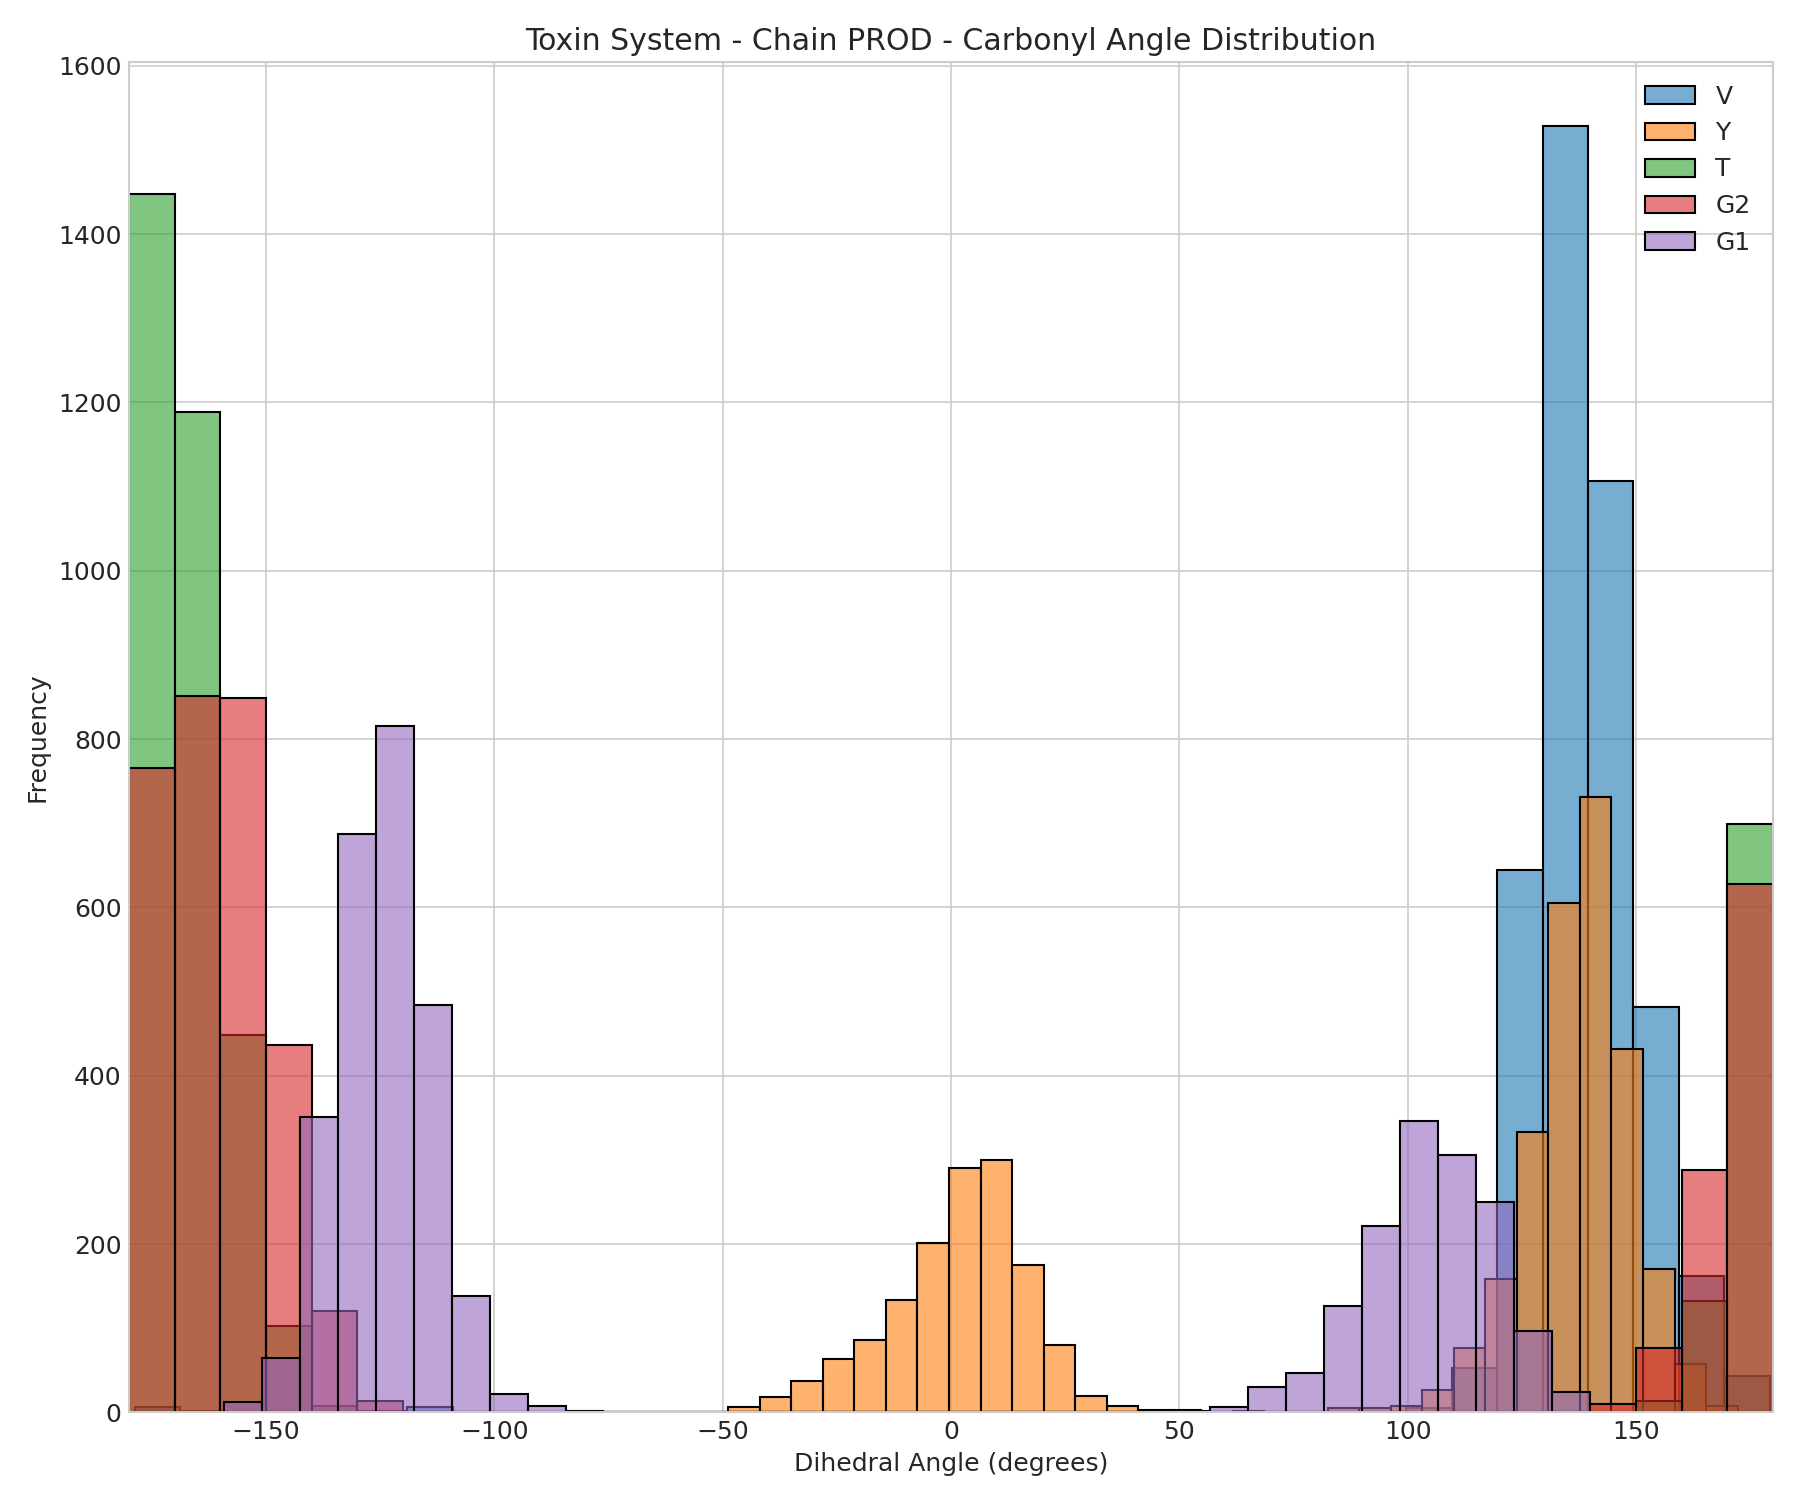 Toxin System - Chain PROD - Carbonyl Angle Distribution
1600
1400
1200
1000
800
600
400
200
0
Frequency
V
Y
T
G2
G1
−150
−100
−50
0
50
100
150
Dihedral Angle (degrees)